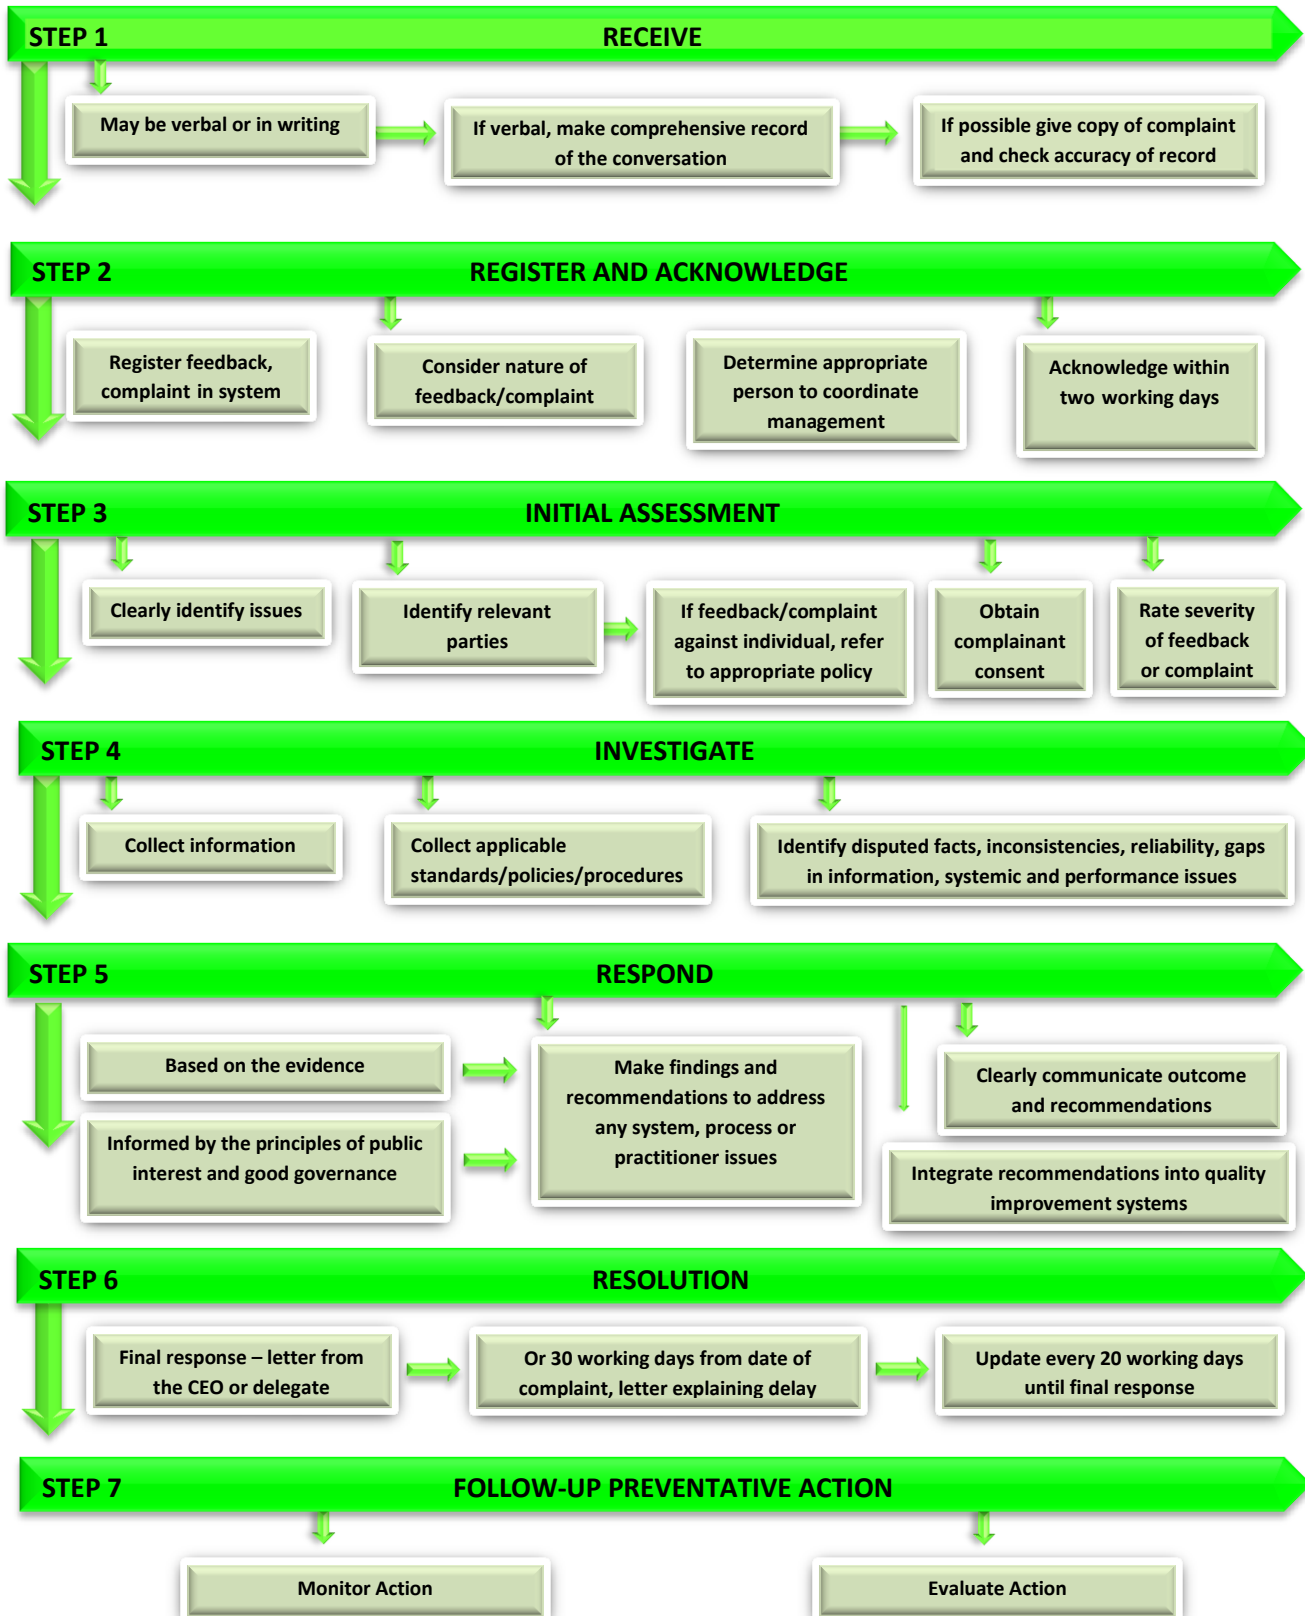 STEP 1 RECEIVE
May be verbal or in writing
If verbal, make comprehensive record
of the conversation
If possible give copy of complaint
and check accuracy of record
STEP 2 REGISTER AND ACKNOWLEDGE
Register feedback,
complaint in system
Consider nature of
feedback/complaint
Determine appropriate
person to coordinate
management
Acknowledge within
two working days
STEP 3 INITIAL ASSESSMENT
Clearly identify issues
Identify relevant
parties
If feedback/complaint
against individual, refer
to appropriate policy
Obtain
complainant
consent
Rate severity
of feedback
or complaint
STEP 4 INVESTIGATE
Collect information
Collect applicable
standards/policies/procedures
Identify disputed facts, inconsistencies, reliability, gaps
in information, systemic and performance issues
STEP 5 RESPOND
Based on the evidence
Informed by the principles of public
interest and good governance
Make findings and
recommendations to address
any system, process or
practitioner issues
Clearly communicate outcome
and recommendations
Integrate recommendations into quality
improvement systems
STEP 6 RESOLUTION
Final response – letter from
the CEO or delegate
Or 30 working days from date of
complaint, letter explaining delay
Update every 20 working days
until final response
STEP 7 FOLLOW-UP PREVENTATIVE ACTION
Monitor Action
Evaluate Action